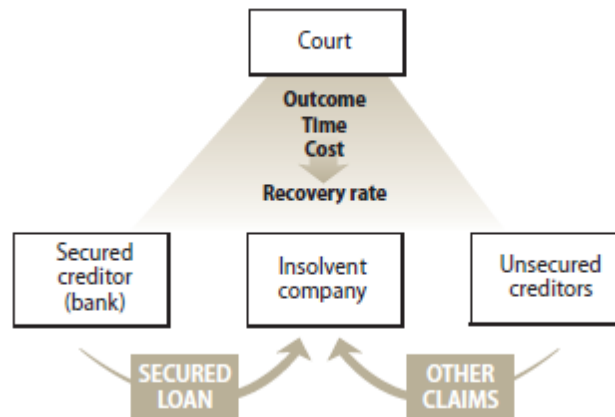 Court
Outcome
Time
Cost
Recovery rate
Secured
creditor
(bank)
Insolvent
company
Unsecured
creditors
SECURED
LOAN
OTHER
CLAIMS